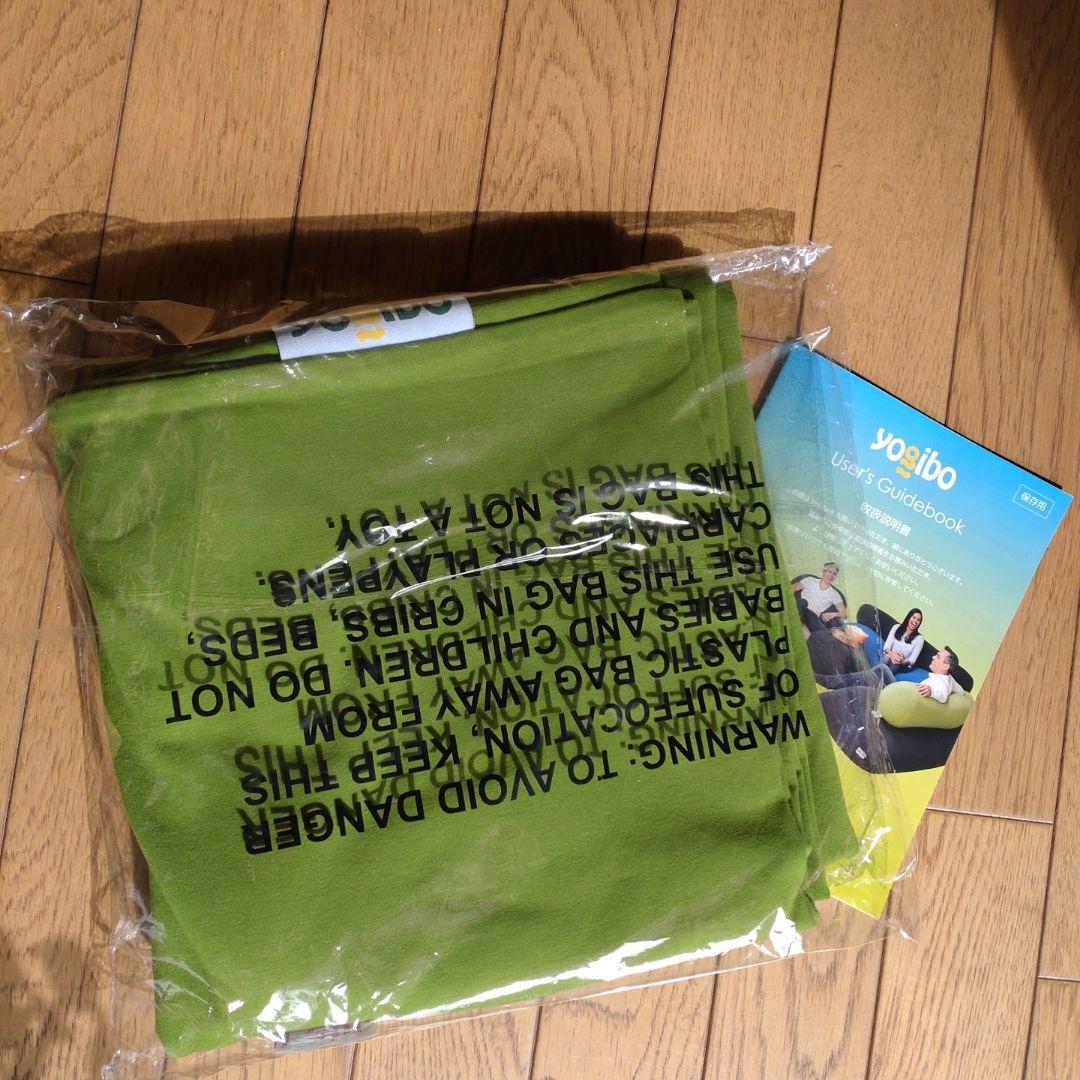 yogibo
WARNING: TO AVOID DANGER
OF SUFFOCATION, KEEP THIS
PLASTIC BAG AWAY FROM
BABIES AND CHILDREN. DO NOT
USE THIS BAG IN CRIBS, BEDS,
CARRIAGES OR PLAYPENS.
THIS BAG IS NOT A TOY.
yogibo
User's Guidebook
取扱説明書
保存用